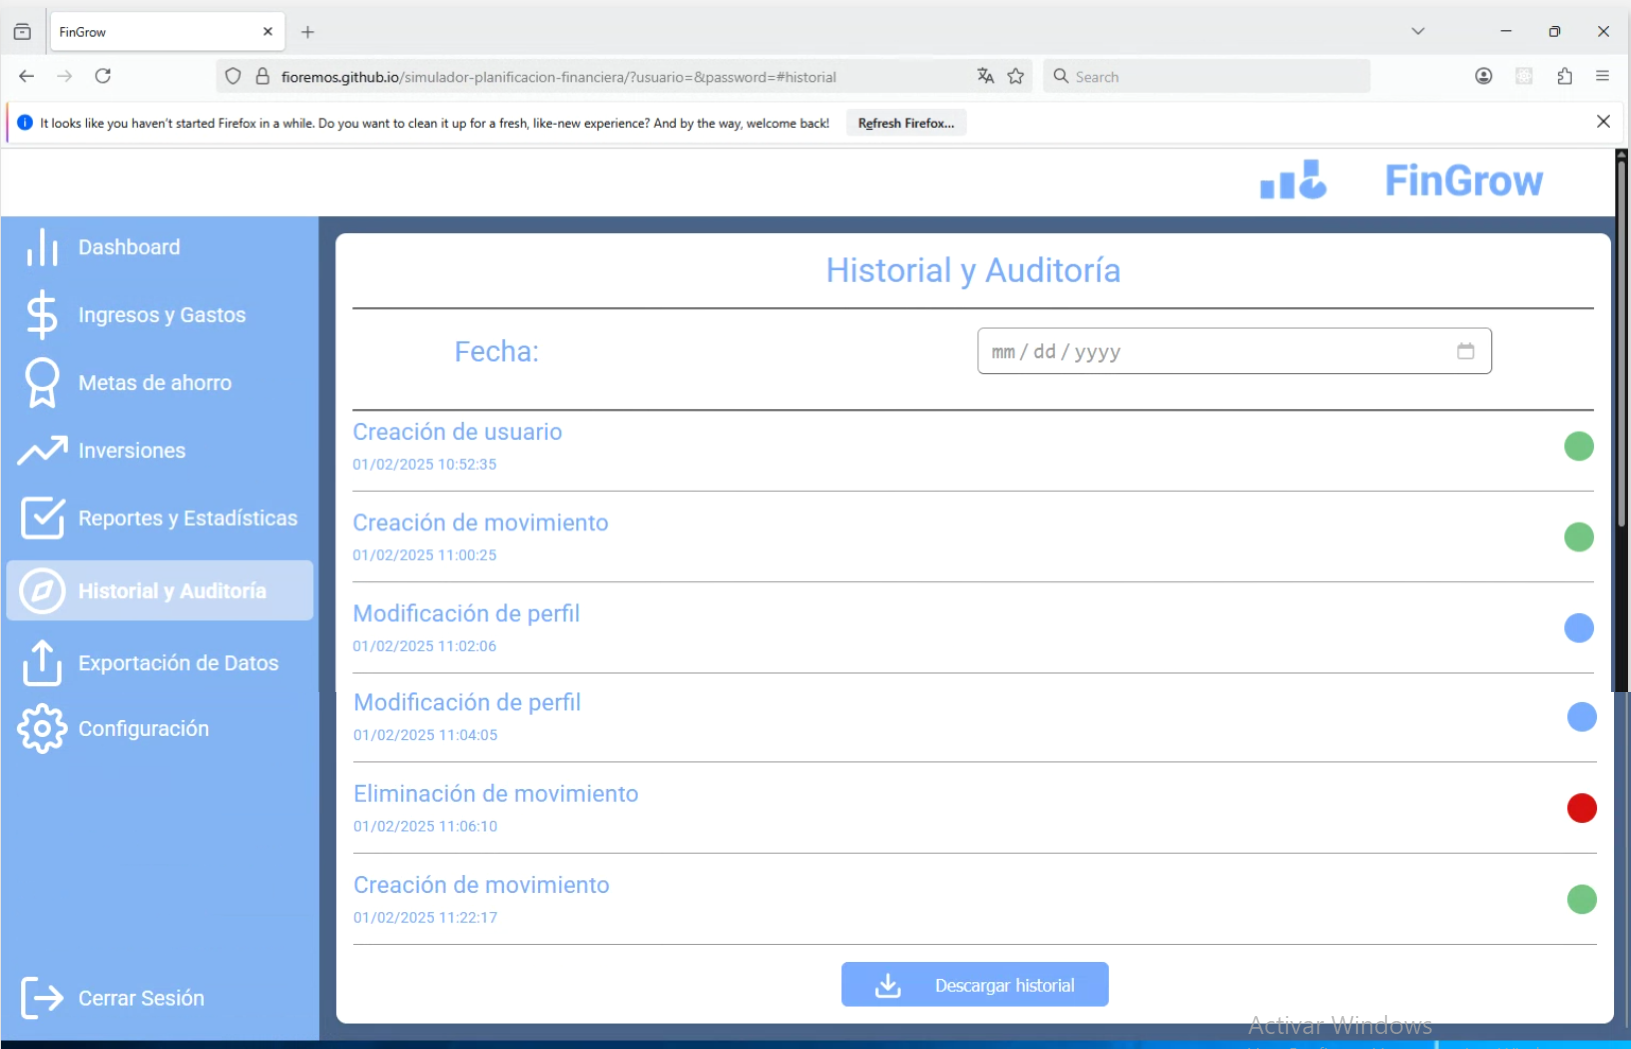 FinGrow
fioremos.github.io/simulador-planificacion-financiera/?usuario=&password=#historial
Search
It looks like you haven't started Firefox in a while. Do you want to clean it up for a fresh, like-new experience? And by the way, welcome back!
Refresh Firefox...
FinGrow
Dashboard
Ingresos y Gastos
Metas de ahorro
Inversiones
Reportes y Estadísticas
Historial y Auditoría
Exportación de Datos
Configuración
Cerrar Sesión
Historial y Auditoría
Fecha:
mm / dd / yyyy
Creación de usuario
01/02/2025 10:52:35
Creación de movimiento
01/02/2025 11:00:25
Modificación de perfil
01/02/2025 11:02:06
Modificación de perfil
01/02/2025 11:04:05
Eliminación de movimiento
01/02/2025 11:06:10
Creación de movimiento
01/02/2025 11:22:17
Descargar historial
Activar Windows